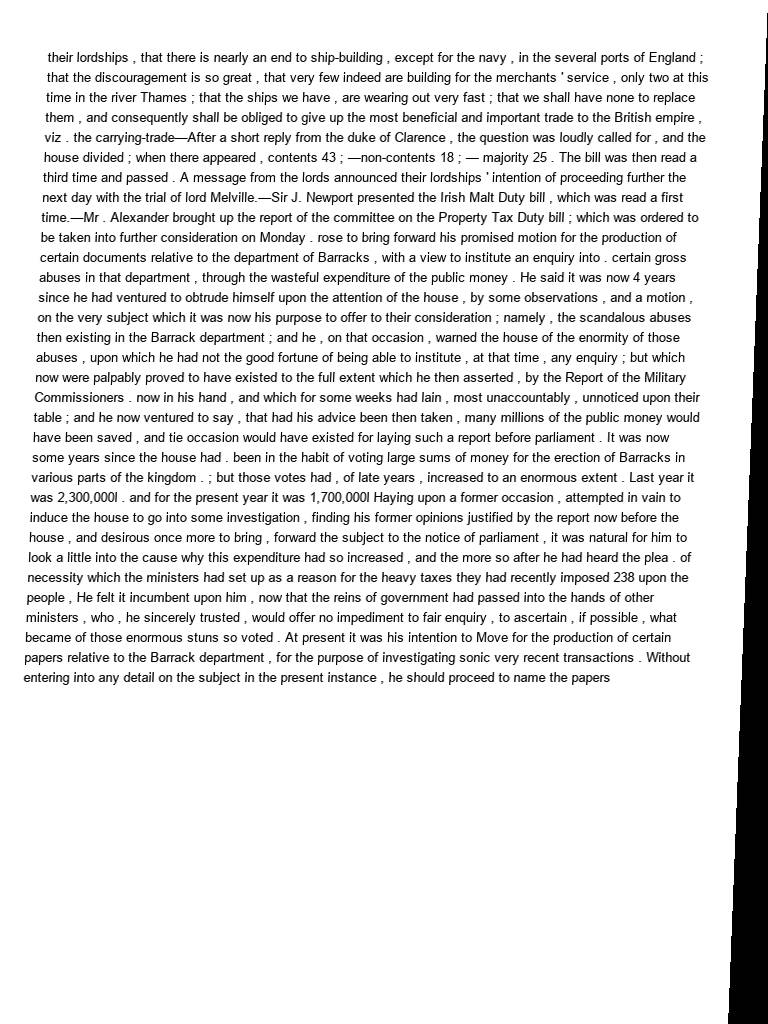 their lordships , that there is nearly an end to ship-building , except for the navy , in the several ports of England ;
that the discouragement is so great , that very few indeed are building for the merchants ' service , only two at this
time in the river Thames ; that the ships we have , are wearing out very fast ; that we shall have none to replace
them , and consequently shall be obliged to give up the most beneficial and important trade to the British empire ,
viz . the carrying-trade—After a short reply from the duke of Clarence , the question was loudly called for , and the
house divided ; when there appeared , contents 43 ; —non-contents 18 ; — majority 25 . The bill was then read a
third time and passed . A message from the lords announced their lordships ' intention of proceeding further the
next day with the trial of lord Melville.—Sir J. Newport presented the Irish Malt Duty bill , which was read a first
time.—Mr . Alexander brought up the report of the committee on the Property Tax Duty bill ; which was ordered to
be taken into further consideration on Monday . rose to bring forward his promised motion for the production of
certain documents relative to the department of Barracks , with a view to institute an enquiry into . certain gross
abuses in that department , through the wasteful expenditure of the public money . He said it was now 4 years
since he had ventured to obtrude himself upon the attention of the house , by some observations , and a motion ,
on the very subject which it was now his purpose to offer to their consideration ; namely , the scandalous abuses
then existing in the Barrack department ; and he , on that occasion , warned the house of the enormity of those
abuses , upon which he had not the good fortune of being able to institute , at that time , any enquiry ; but which
now were palpably proved to have existed to the full extent which he then asserted , by the Report of the Military
Commissioners . now in his hand , and which for some weeks had lain , most unaccountably , unnoticed upon their
table ; and he now ventured to say , that had his advice been then taken , many millions of the public money would
have been saved , and tie occasion would have existed for laying such a report before parliament . It was now
some years since the house had . been in the habit of voting large sums of money for the erection of Barracks in
various parts of the kingdom . ; but those votes had , of late years , increased to an enormous extent . Last year it
was 2,300,000l . and for the present year it was 1,700,000l Haying upon a former occasion , attempted in vain to
induce the house to go into some investigation , finding his former opinions justified by the report now before the
house , and desirous once more to bring , forward the subject to the notice of parliament , it was natural for him to
look a little into the cause why this expenditure had so increased , and the more so after he had heard the plea . of
necessity which the ministers had set up as a reason for the heavy taxes they had recently imposed 238 upon the
people , He felt it incumbent upon him , now that the reins of government had passed into the hands of other
ministers , who , he sincerely trusted , would offer no impediment to fair enquiry , to ascertain , if possible , what
became of those enormous stuns so voted . At present it was his intention to Move for the production of certain
papers relative to the Barrack department , for the purpose of investigating sonic very recent transactions . Without
entering into any detail on the subject in the present instance , he should proceed to name the papers